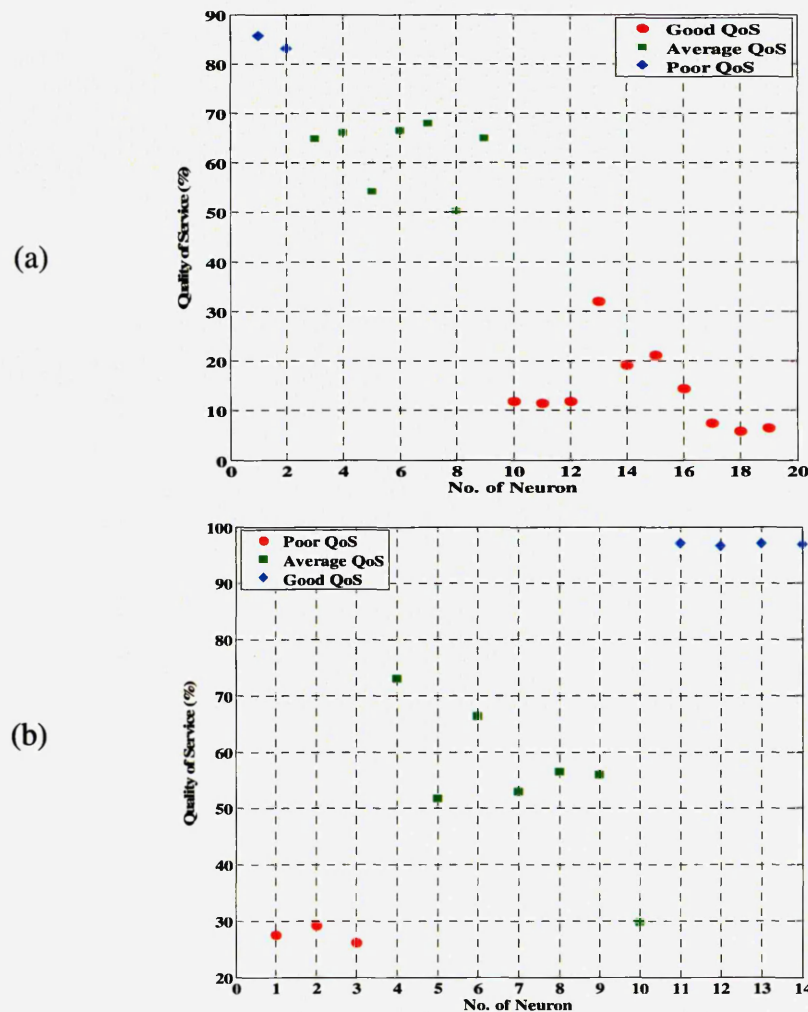 (a)
Quality of Service (%)
90
80
70
60
50
40
30
20
10
0
Good QoS
Average QoS
Poor QoS
0 2 4 6 8 10 12 14 16 18 20
No. of Neuron
(b)
Quality of Service (%)
100
90
80
70
60
50
40
30
20
Poor QoS
Average QoS
Good QoS
0 1 2 3 4 5 6 7 8 9 10 11 12 13 14
No. of Neuron